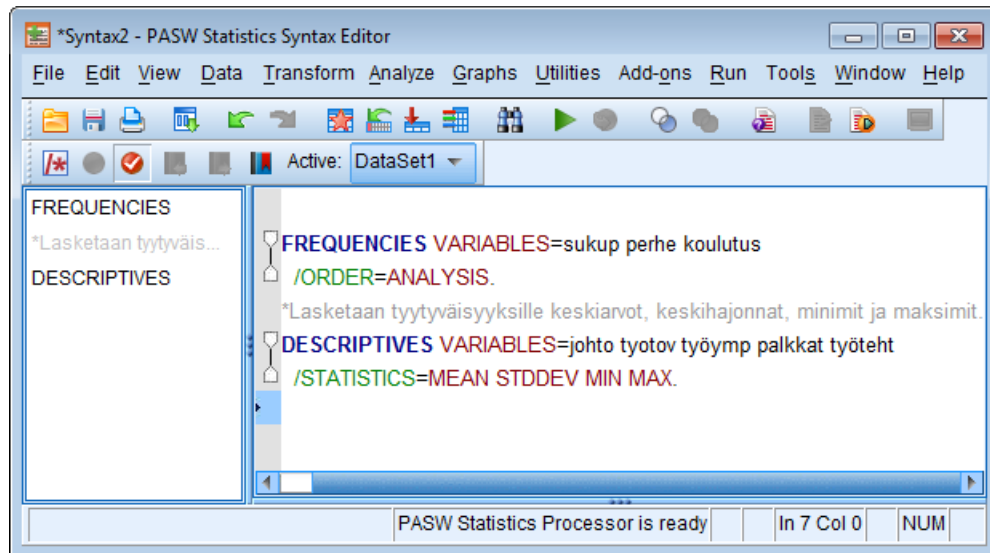 *Syntax2 - PASW Statistics Syntax Editor
File Edit View Data Transform Analyze Graphs Utilities Add-ons Run Tools Window Help
Active: DataSet1
FREQUENCIES
*Lasketaan tyytyväis...
DESCRIPTIVES
FREQUENCIES VARIABLES=sukup perhe koulutus
/ORDER=ANALYSIS.
*Lasketaan tyytyväisyyksille keskiarvot, keskihajonnat, minimit ja maksimit.
DESCRIPTIVES VARIABLES=johto tyotov työymp palkkat työteht
/STATISTICS=MEAN STDDEV MIN MAX.
PASW Statistics Processor is ready In 7 Col 0 NUM